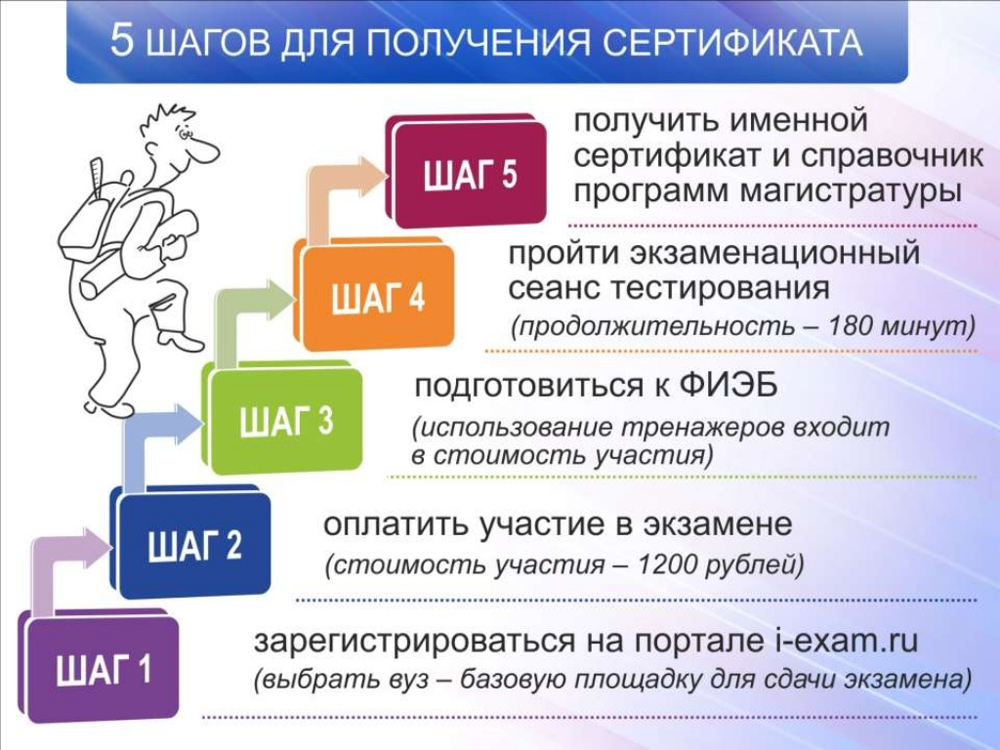 5 ШАГОВ ДЛЯ ПОЛУЧЕНИЯ СЕРТИФИКАТА
ШАГ 5
получить именной
сертификат и справочник
программ магистратуры
ШАГ 4
пройти экзаменационный
сеанс тестирования
(продолжительность – 180 минут)
ШАГ 3
подготовиться к ФИЭБ
(использование тренажеров входит
в стоимость участия)
ШАГ 2
оплатить участие в экзамене
(стоимость участия – 1200 рублей)
ШАГ 1
зарегистрироваться на портале i-exam.ru
(выбрать вуз – базовую площадку для сдачи экзамена)